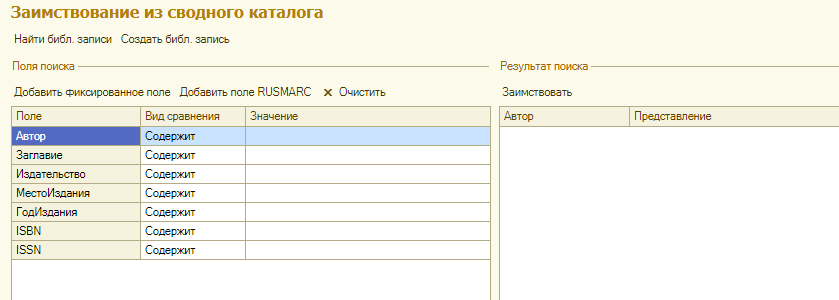 Заимствование из сводного каталога
Найти библ. записи Создать библ. запись
Поля поиска
Добавить фиксированное поле Добавить поле RUSMARC × Очистить
Поле Вид сравнения Значение
Автор Содержит
Заглавие Содержит
Издательство Содержит
МестоИздания Содержит
ГодИздания Содержит
ISBN Содержит
ISSN Содержит
Результат поиска
Заимствовать
Автор Представление